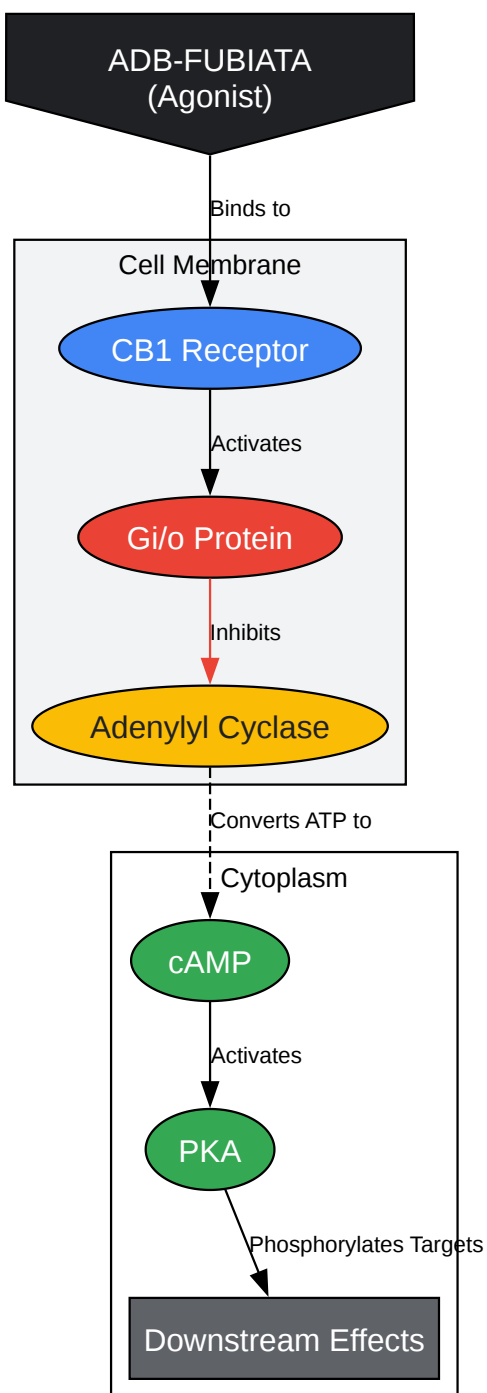 ADB-FUBIATA
(Agonist)
Binds to
Cell Membrane
CB1 Receptor
Activates
Gi/o Protein
Inhibits
Adenylyl Cyclase
Converts ATP to
Cytoplasm
cAMP
Activates
PKA
Phosphorylates Targets
Downstream Effects